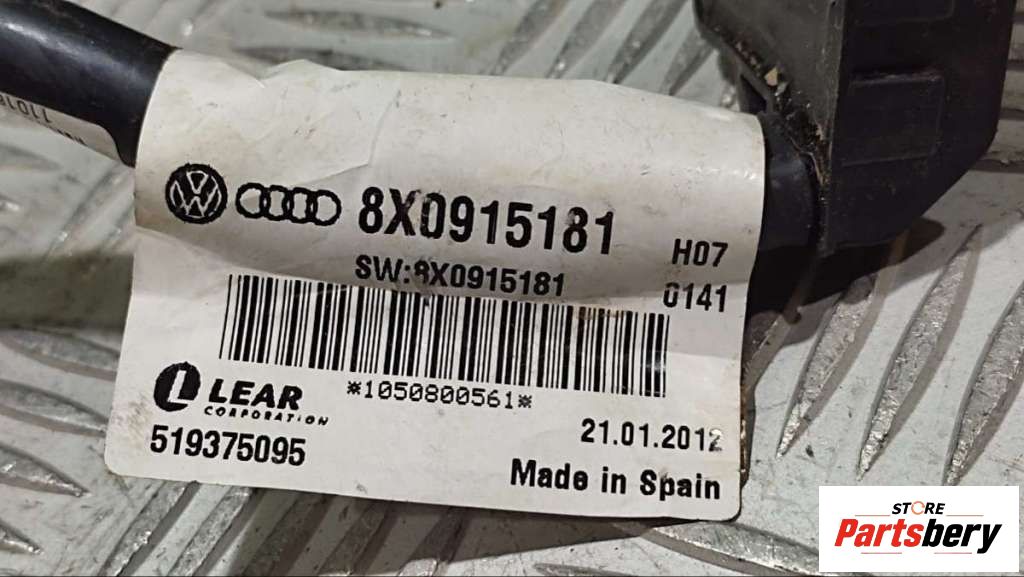 8X0915181
H07
SW:8X0915181
0141
*1050800561*
LEAR
CORPORATION
519375095
21.01.2012
Made in Spain
STORE
Partsbery